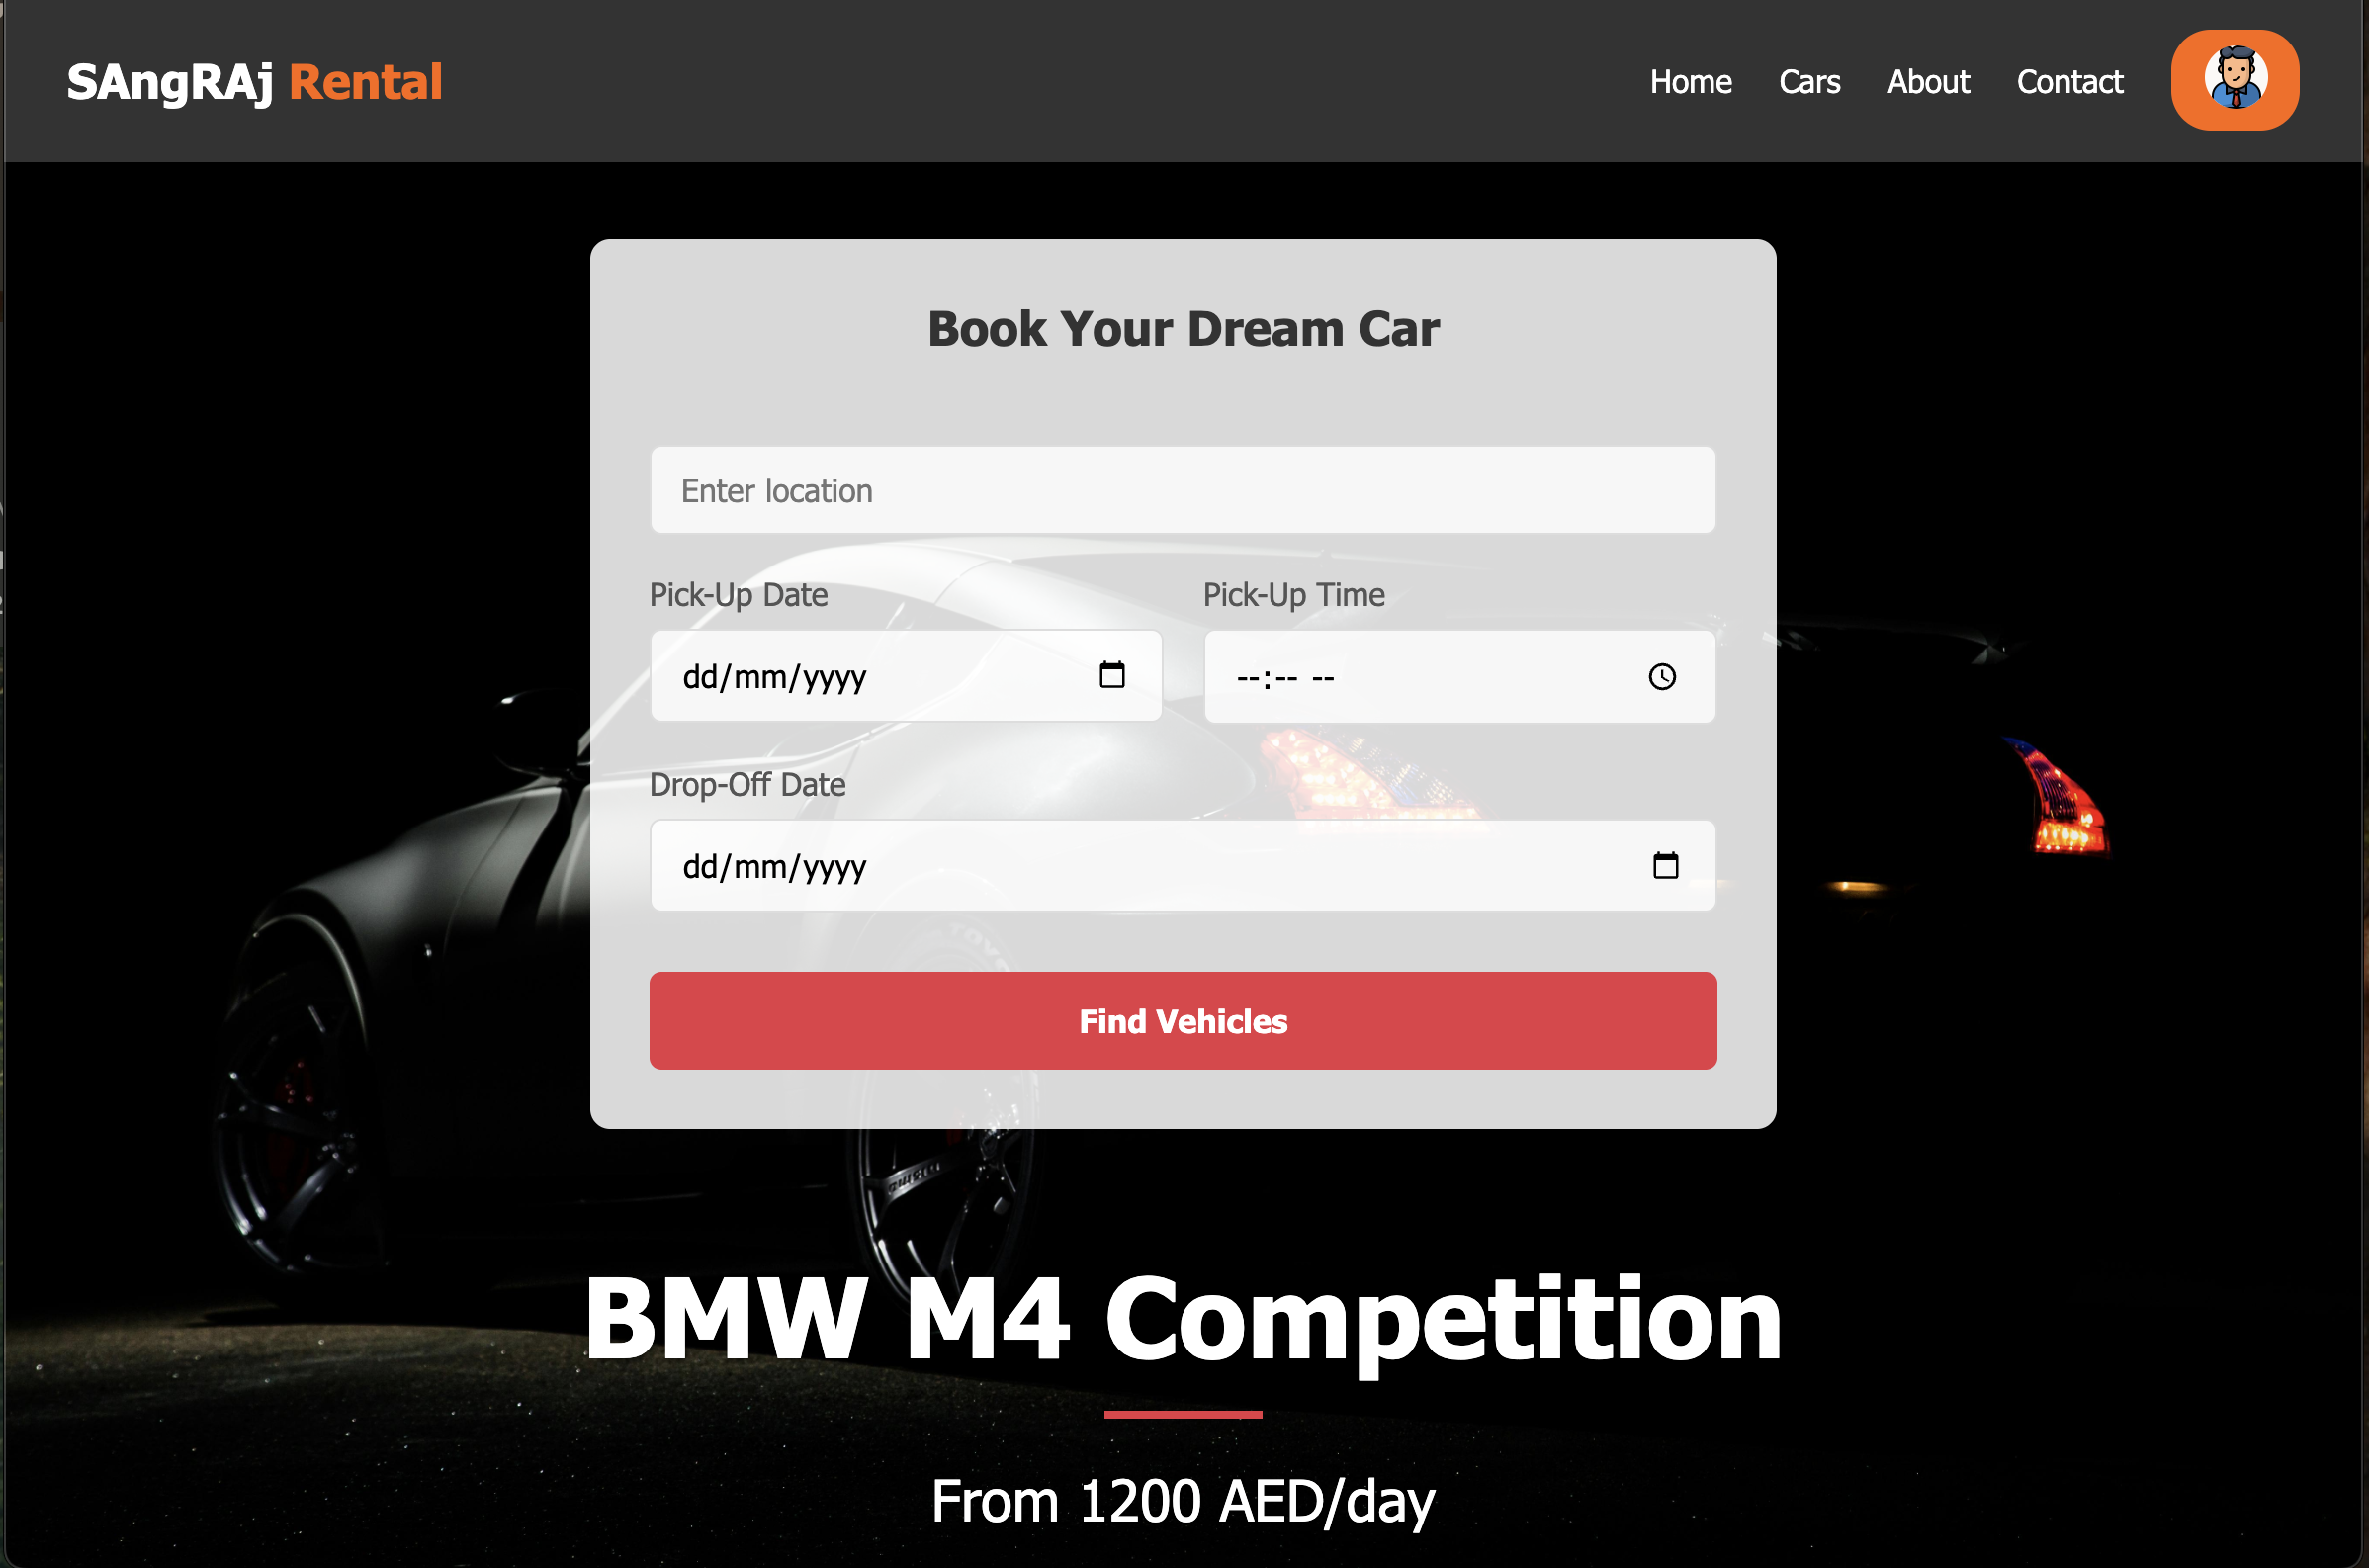 SAngRAj Rental
Home Cars About Contact
Book Your Dream Car
Enter location
Pick-Up Date Pick-Up Time
dd/mm/yyyy --:-- --
Drop-Off Date
dd/mm/yyyy
Find Vehicles
BMW M4 Competition
From 1200 AED/day